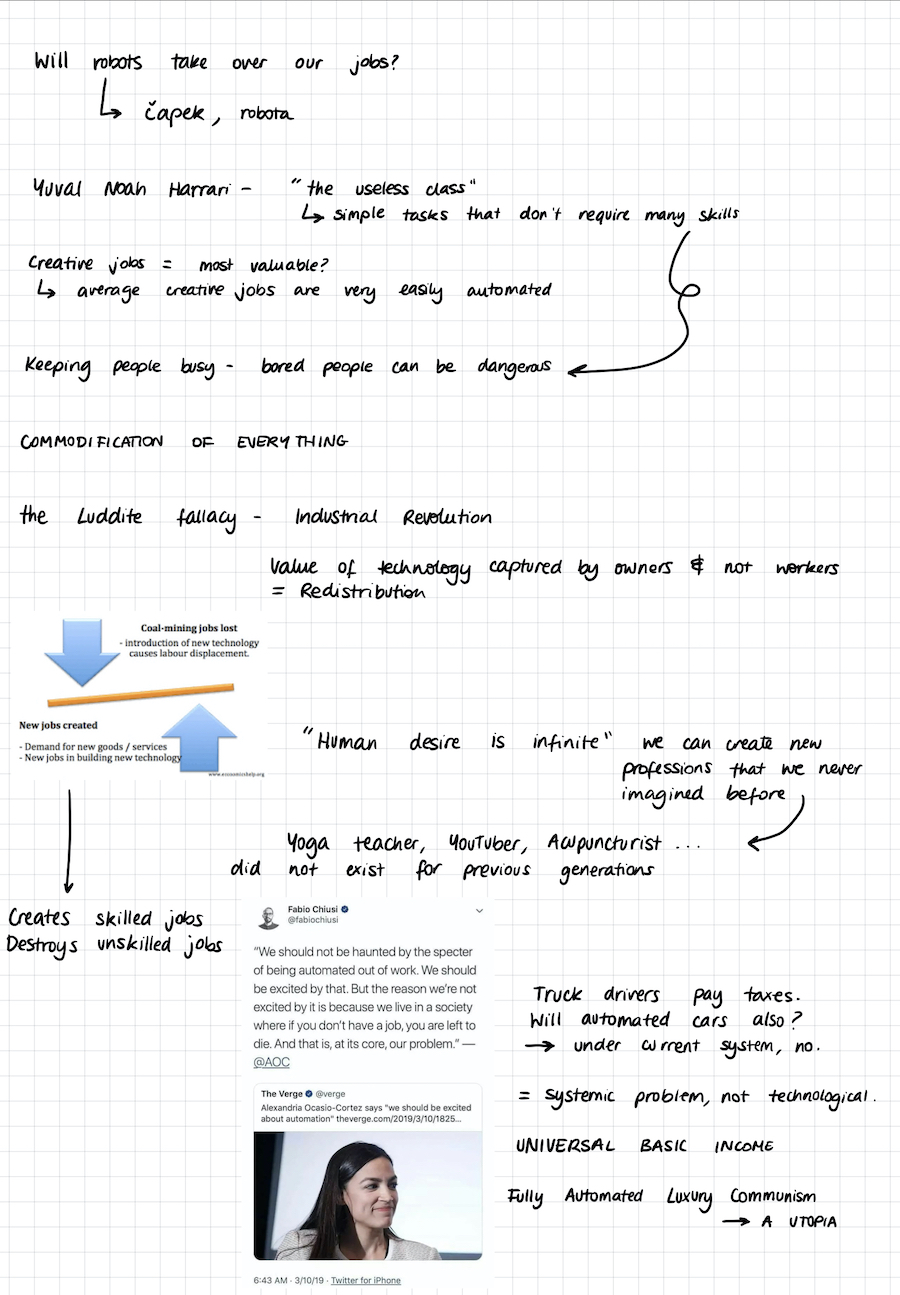 Will robots take over our jobs?
↳ čapek, robota
Yuval Noah Harrari - "the useless class"
↳ simple tasks that don't require many skills
Creative jobs = most valuable?
↳ average creative jobs are very easily automated
Keeping people busy - bored people can be dangerous
COMMODIFICATION OF EVERYTHING
the Luddite fallacy - Industrial Revolution
Value of technology captured by owners & not workers
= Redistribution
Coal-mining jobs lost
- introduction of new technology
causes labour displacement.
New jobs created
- Demand for new goods / services
- New jobs in building new technology
www.economicshelp.org
"Human desire is infinite" we can create new
professions that we never
imagined before
Yoga teacher, YouTuber, Acupuncturist ...
did not exist for previous generations
Creates skilled jobs
Destroys unskilled jobs
Fabio Chiusi
@fabiochiusi
"We should not be haunted by the specter
of being automated out of work. We should
be excited by that. But the reason we're not
excited by it is because we live in a society
where if you don't have a job, you are left to
die. And that is, at its core, our problem." —
@AOC
The Verge @verge
Alexandria Ocasio-Cortez says "we should be excited
about automation" theverge.com/2019/3/10/1825...
6:43 AM · 3/10/19 · Twitter for iPhone
Truck drivers pay taxes.
Will automated cars also?
→ under current system, no.
= systemic problem, not technological.
UNIVERSAL BASIC INCOME
Fully Automated Luxury Communism
→ A UTOPIA